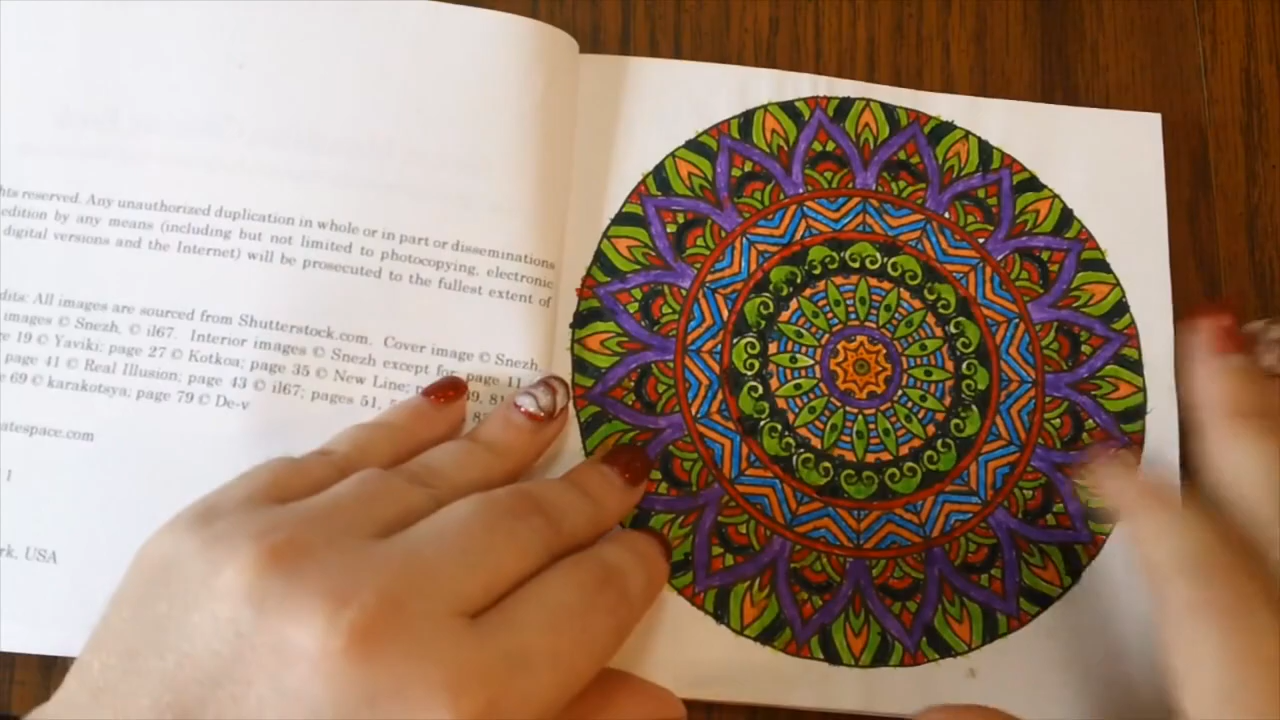 hts reserved. Any unauthorized duplication in whole or in part or disseminations
edition by any means (including but not limited to photocopying, electronic
digital versions and the Internet) will be prosecuted to the fullest extent of
dits: All images are sourced from Shutterstock.com. Cover image © Snezh.
images © Snezh, © il67. Interior images © Snezh except for page 11
e 19 © Yaviki; page 27 © Kotkoa; page 35 © New Line;
page 41 © Real Illusion; page 43 © il67; pages 51,
e 69 © karakotsya; page 79 © De-v
atespace.com
1
rk, USA